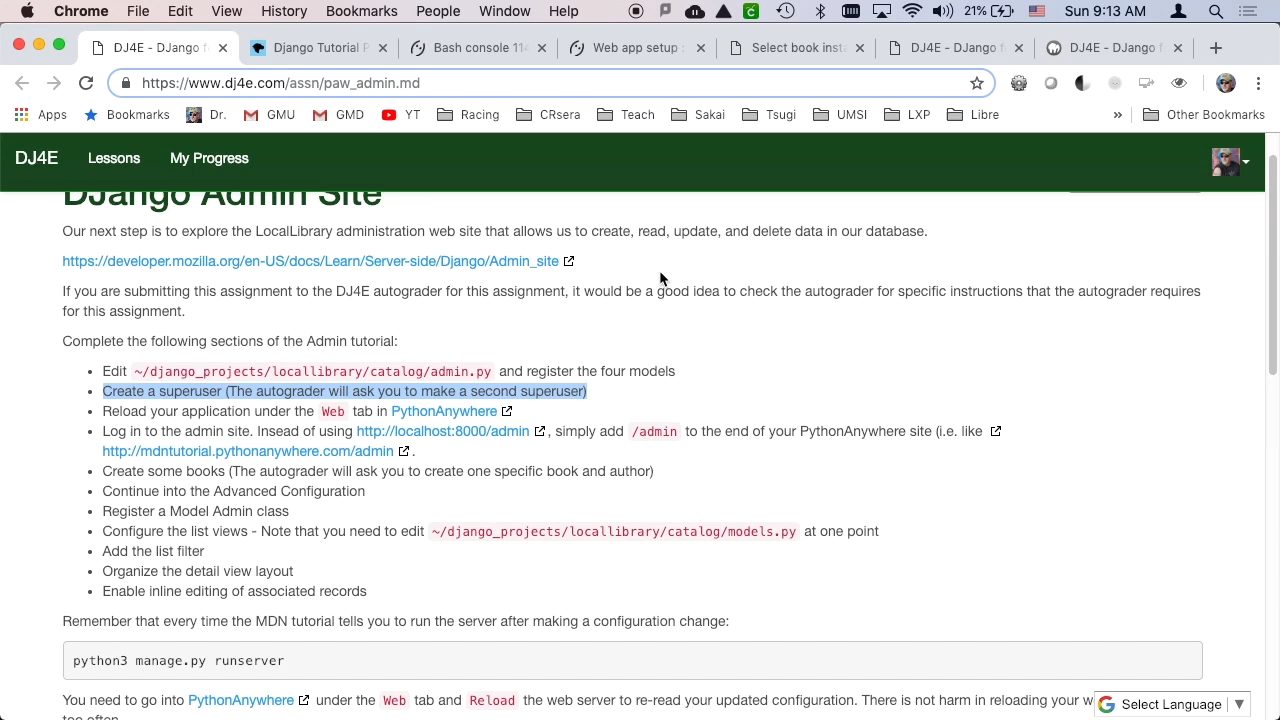 Chrome File Edit View History Bookmarks People Window Help 21% Sun 9:13 AM
DJ4E - DJango f Django Tutorial P Bash console 114 Web app setup : Select book inst DJ4E - DJango f DJ4E - DJango f
https://www.dj4e.com/assn/paw_admin.md
Apps Bookmarks Dr. GMU GMD YT Racing CRsera Teach Sakai Tsugi UMSI LXP Libre » Other Bookmarks
DJ4E Lessons My Progress
DJango Admin Site
Our next step is to explore the LocalLibrary administration web site that allows us to create, read, update, and delete data in our database.
https://developer.mozilla.org/en-US/docs/Learn/Server-side/Django/Admin_site
If you are submitting this assignment to the DJ4E autograder for this assignment, it would be a good idea to check the autograder for specific instructions that the autograder requires
for this assignment.
Complete the following sections of the Admin tutorial:
• Edit ~/django_projects/locallibrary/catalog/admin.py and register the four models
• Create a superuser (The autograder will ask you to make a second superuser)
• Reload your application under the Web tab in PythonAnywhere
• Log in to the admin site. Insead of using http://localhost:8000/admin , simply add /admin to the end of your PythonAnywhere site (i.e. like
http://mdntutorial.pythonanywhere.com/admin .
• Create some books (The autograder will ask you to create one specific book and author)
• Continue into the Advanced Configuration
• Register a Model Admin class
• Configure the list views - Note that you need to edit ~/django_projects/locallibrary/catalog/models.py at one point
• Add the list filter
• Organize the detail view layout
• Enable inline editing of associated records
Remember that every time the MDN tutorial tells you to run the server after making a configuration change:
python3 manage.py runserver
You need to go into PythonAnywhere under the Web tab and Reload the web server to re-read your updated configuration. There is not harm in reloading your w
too often
Select Language ▼